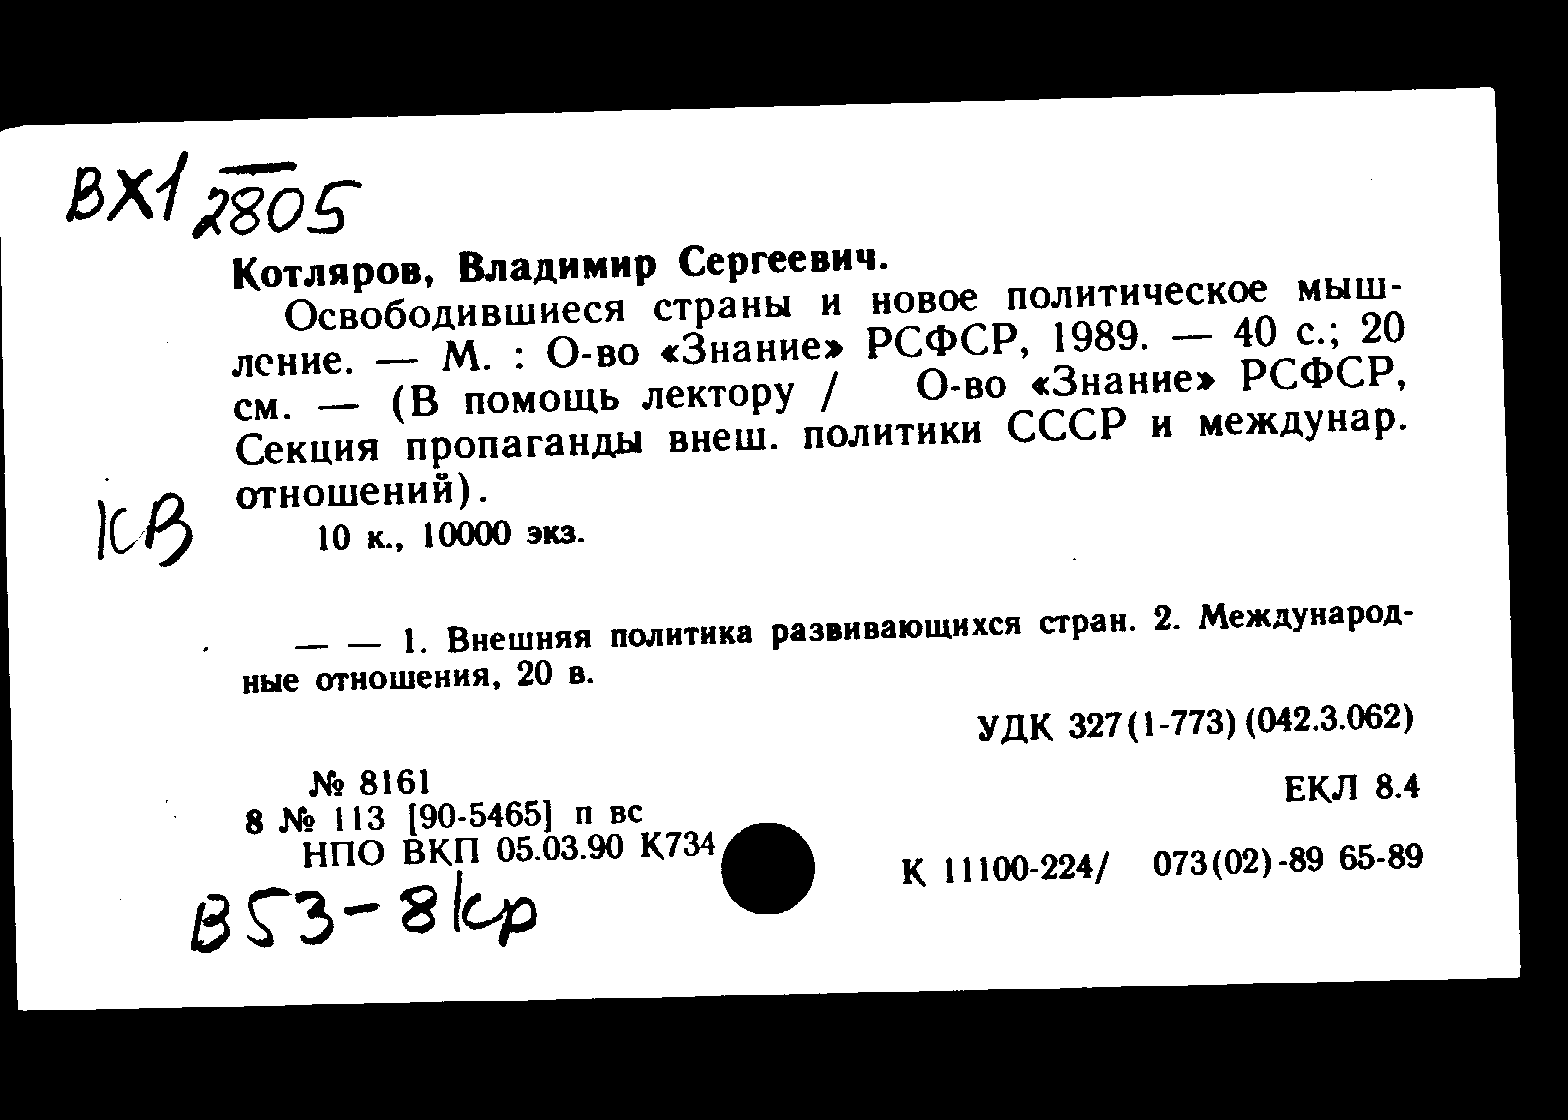 ВХ1 2805
Котляров, Владимир Сергеевич.
Освободившиеся страны и новое политическое мыш-
ление. — М. : О-во «Знание» РСФСР, 1989. — 40 с.; 20
см. — (В помощь лектору / О-во «Знание» РСФСР,
Секция пропаганды внеш. политики СССР и междунар.
отношений).
КВ
10 к., 10000 экз.
— — 1. Внешняя политика развивающихся стран. 2. Международ-
ные отношения, 20 в.
УДК 327(1-773)(042.3.062)
№ 8161
ЕКЛ 8.4
8 № 113 [90-5465] п вс
НПО ВКП 05.03.90 К734
К 11100-224/ 073(02)-89 65-89
В53-8кр